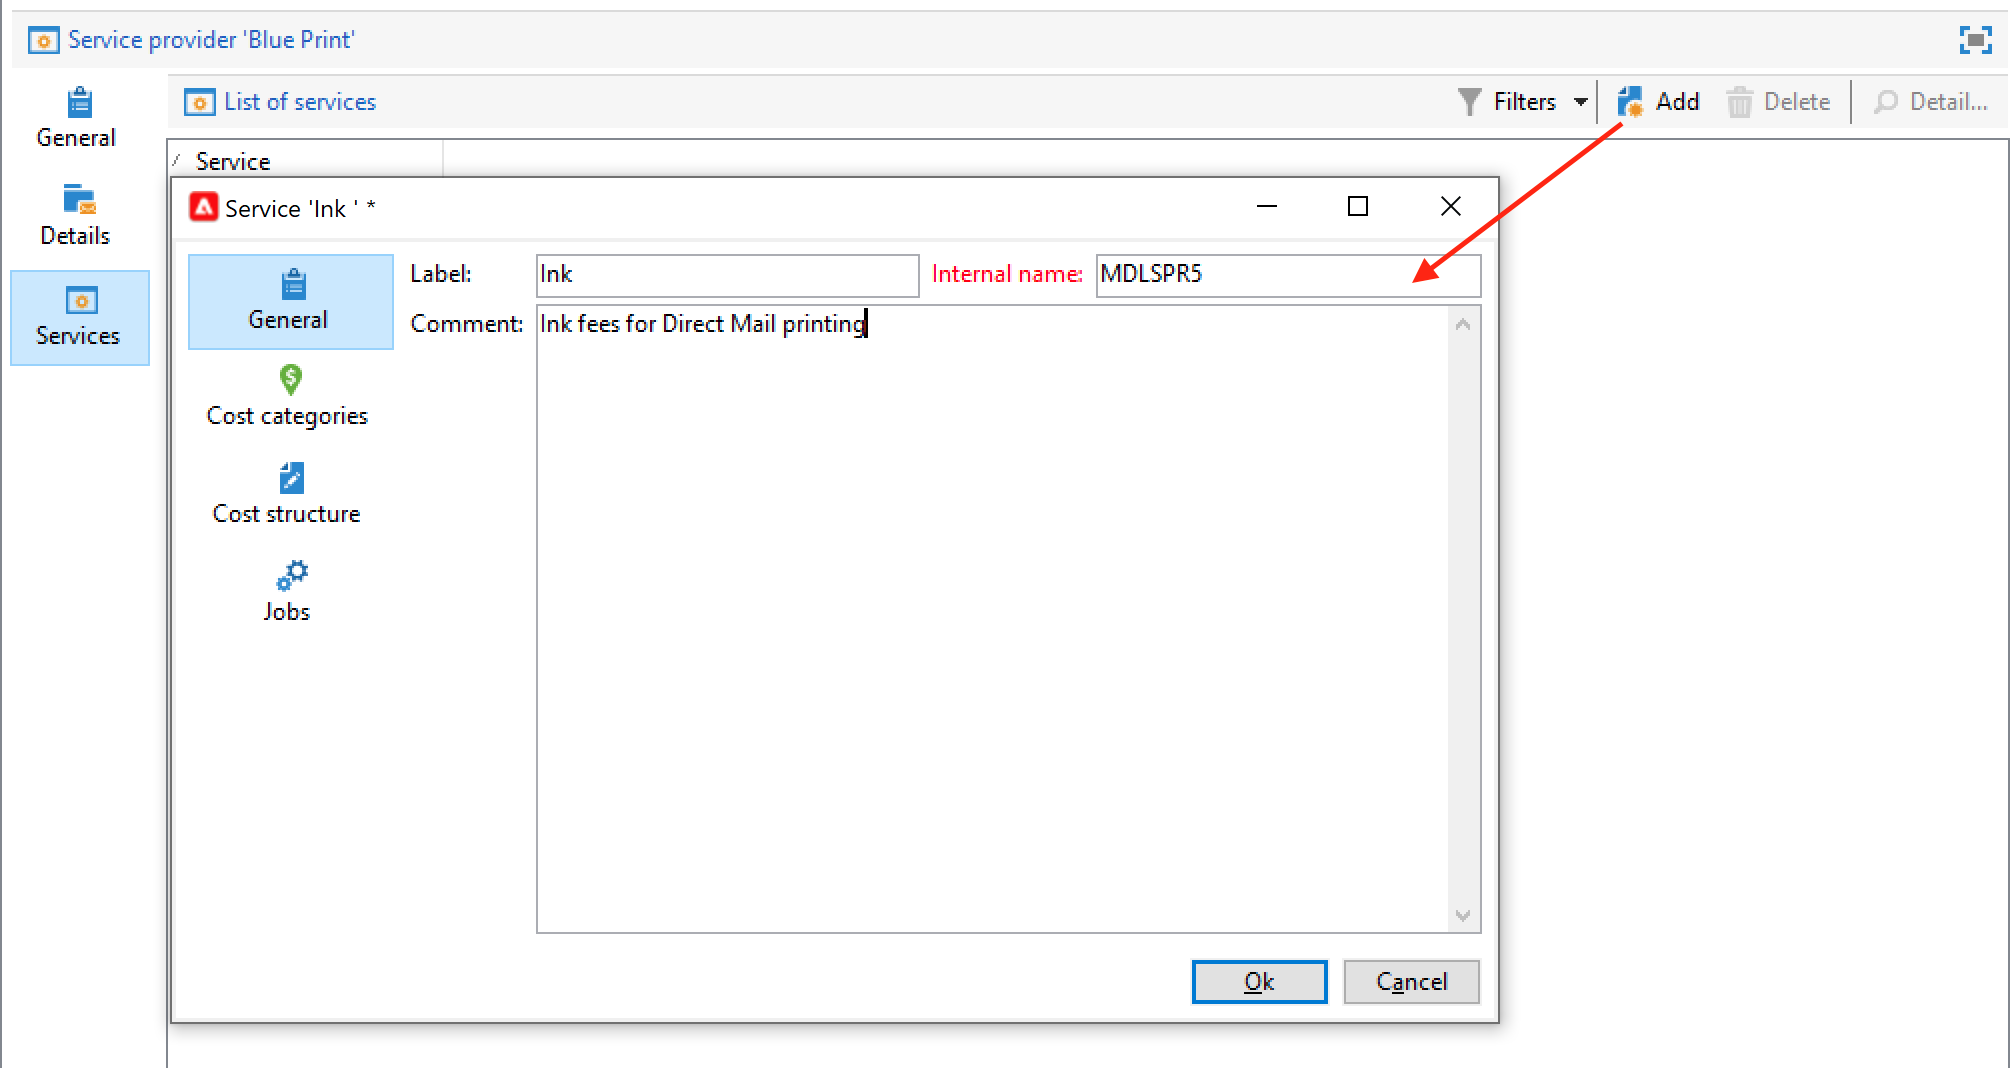 Service provider 'Blue Print'
General
Details
Services
List of services
Filters
Add
Delete
Detail...
Service
Service 'Ink ' *
General
Cost categories
Cost structure
Jobs
Label: Ink
Internal name: MDLSPR5
Comment: Ink fees for Direct Mail printing
Ok
Cancel